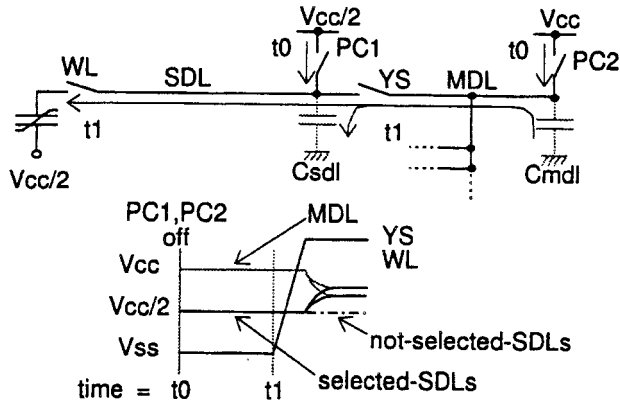 Vcc/2
Vcc
t0
PC1
t0
PC2
WL
SDL
YS
MDL
t1
t1
Vcc/2
Csdl
Cmdl
PC1,PC2
off
MDL
YS
WL
Vcc
Vcc/2
Vss
not-selected-SDLs
selected-SDLs
time = t0 t1